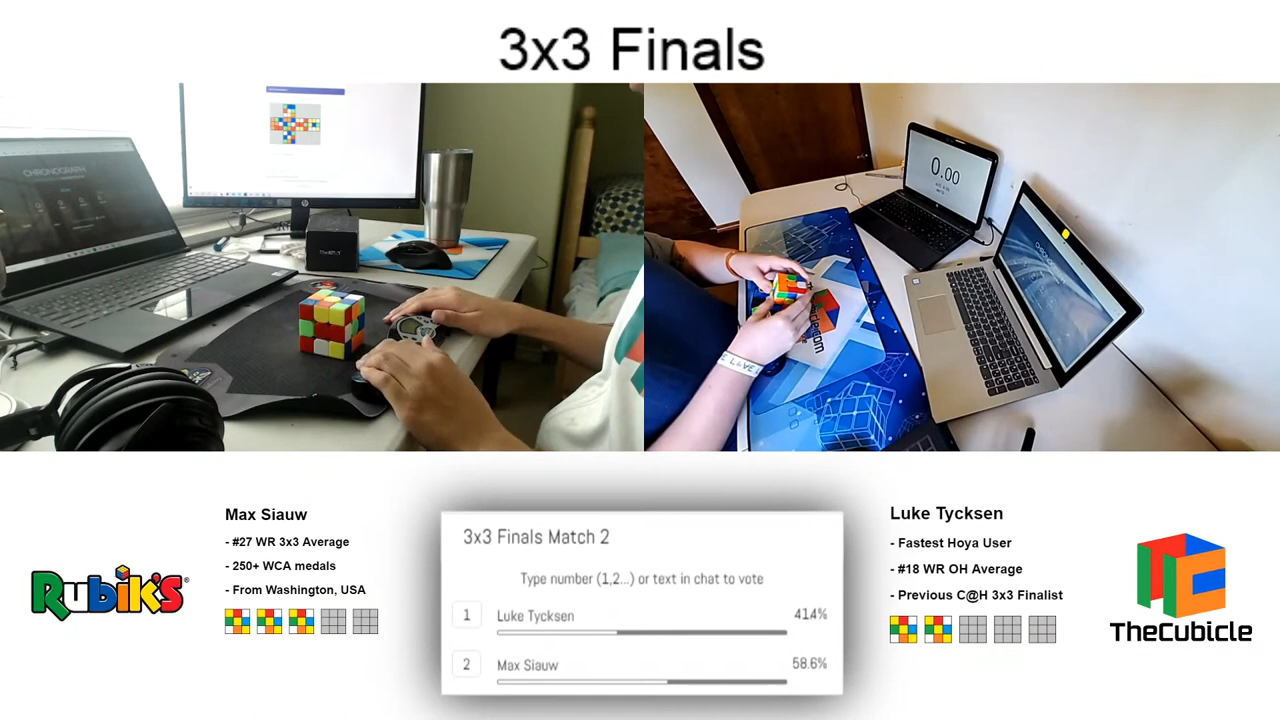 3x3 Finals
CHRONOGRAPH
0.00
Max Siauw
- #27 WR 3x3 Average
- 250+ WCA medals
- From Washington, USA
RUBIK'S
3x3 Finals Match 2
Type number (1,2...) or text in chat to vote
1 Luke Tycksen 41.4%
2 Max Siauw 58.6%
Luke Tycksen
- Fastest Hoya User
- #18 WR OH Average
- Previous C@H 3x3 Finalist
TheCubicle